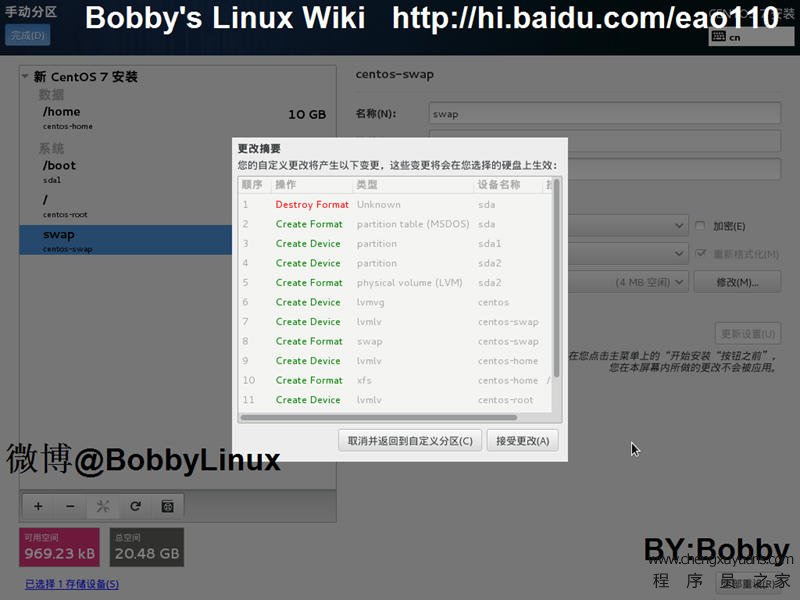 手动分区
Bobby's Linux Wiki http://hi.baidu.com/eao110
完成(D)
cn
新 CentOS 7 安装
centos-swap
数据
/home
10 GB
centos-home
名称(N):
swap
系统
/boot
sda1
/
centos-root
swap
centos-swap
更改摘要
您的自定义更改将产生以下变更，这些变更将会在您选择的硬盘上生效：
顺序 操作 类型 设备名称
1 Destroy Format Unknown sda
2 Create Format partition table (MSDOS) sda
3 Create Device partition sda1
4 Create Device partition sda2
5 Create Format physical volume (LVM) sda2
6 Create Device lvmvg centos
7 Create Device lvmlv centos-swap
8 Create Format swap centos-swap
9 Create Device lvmlv centos-home
10 Create Format xfs centos-home /
11 Create Device lvmlv centos-root
取消并返回到自定义分区(C)
接受更改(A)
加密(E)
重新格式化(M)
(4 MB 空闲)
修改(M)...
更新设置(U)
在您点击主菜单上的“开始安装“按钮之前”，
您在本屏幕内所做的更改不会被应用。
微博@BobbyLinux
+ −
可用空间
969.23 kB
总空间
20.48 GB
已选择 1 存储设备(S)
BY:Bobby
www.chengxuyuans.com
程序员之家